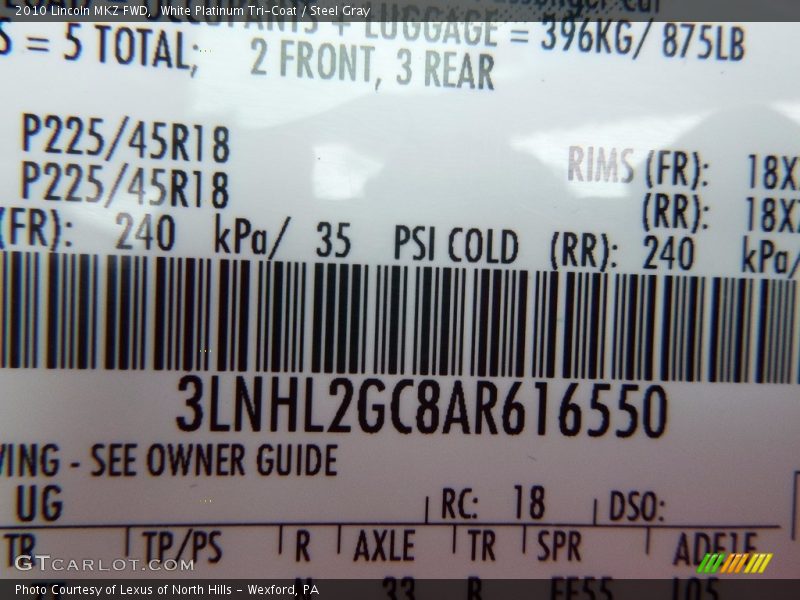 2010 Lincoln MKZ FWD, White Platinum Tri-Coat / Steel Gray
+ LUGGAGE = 396KG/ 875LB
S = 5 TOTAL; 2 FRONT, 3 REAR
P225/45R18 RIMS (FR): 18X
P225/45R18 (RR): 18X
(FR): 240 kPa/ 35 PSI COLD (RR): 240 kPa/
3LNHL2GC8AR616550
WING - SEE OWNER GUIDE
UG RC: 18 DSO:
TR TP/PS R AXLE TR SPR
GTCARLOT.COM
33
Photo Courtesy of Lexus of North Hills - Wexford, PA